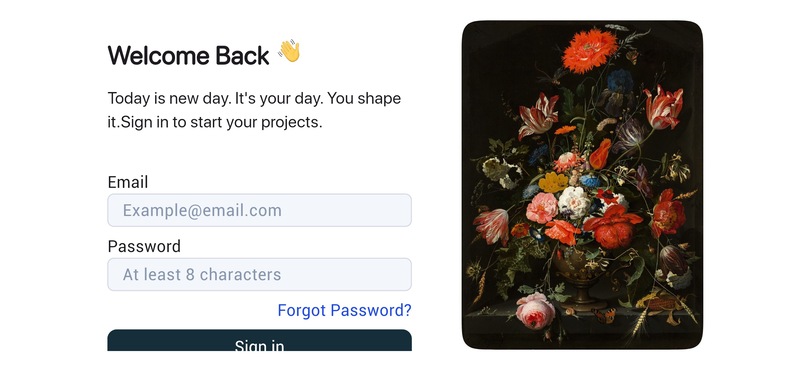 Welcome Back 👋
Today is new day. It's your day. You shape
it.Sign in to start your projects.
Email
Example@email.com
Password
At least 8 characters
Forgot Password?
Sign in